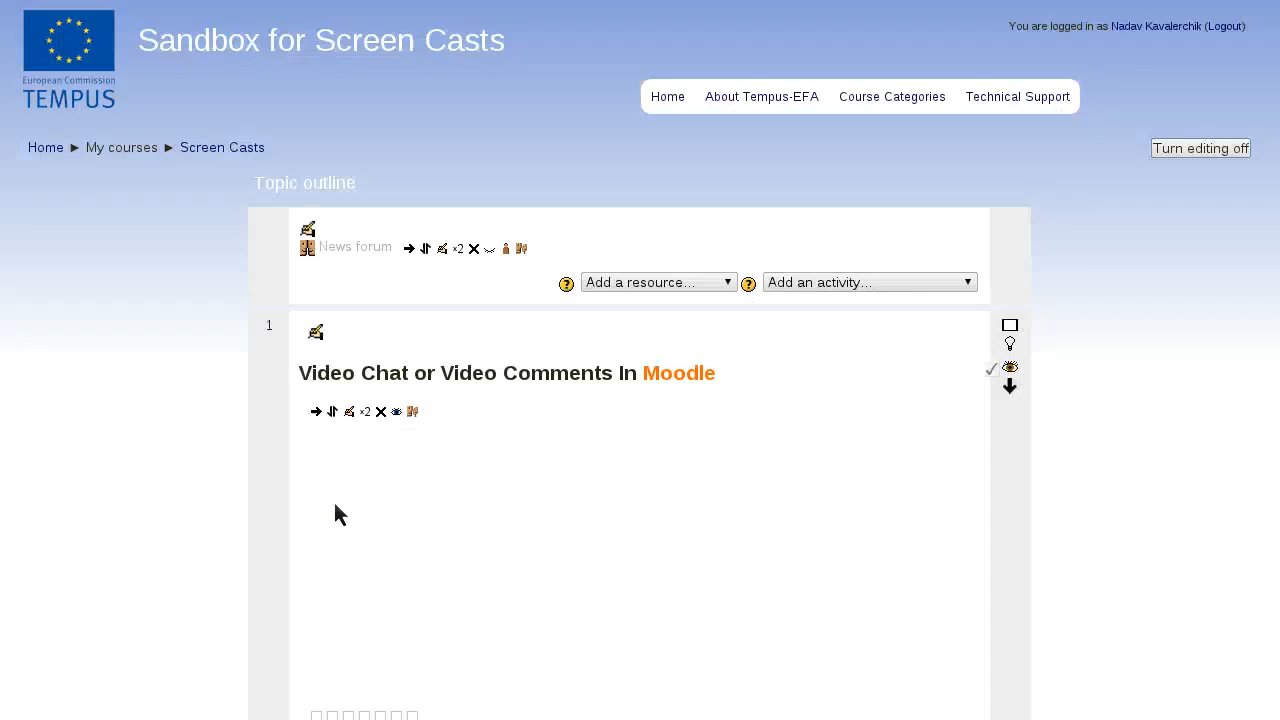 European Commission
TEMPUS
Sandbox for Screen Casts
You are logged in as Nadav Kavalerchik (Logout)
Home About Tempus-EFA Course Categories Technical Support
Home ► My courses ► Screen Casts
Turn editing off
Topic outline
News forum ×2
Add a resource... Add an activity...
1
Video Chat or Video Comments In Moodle
×2